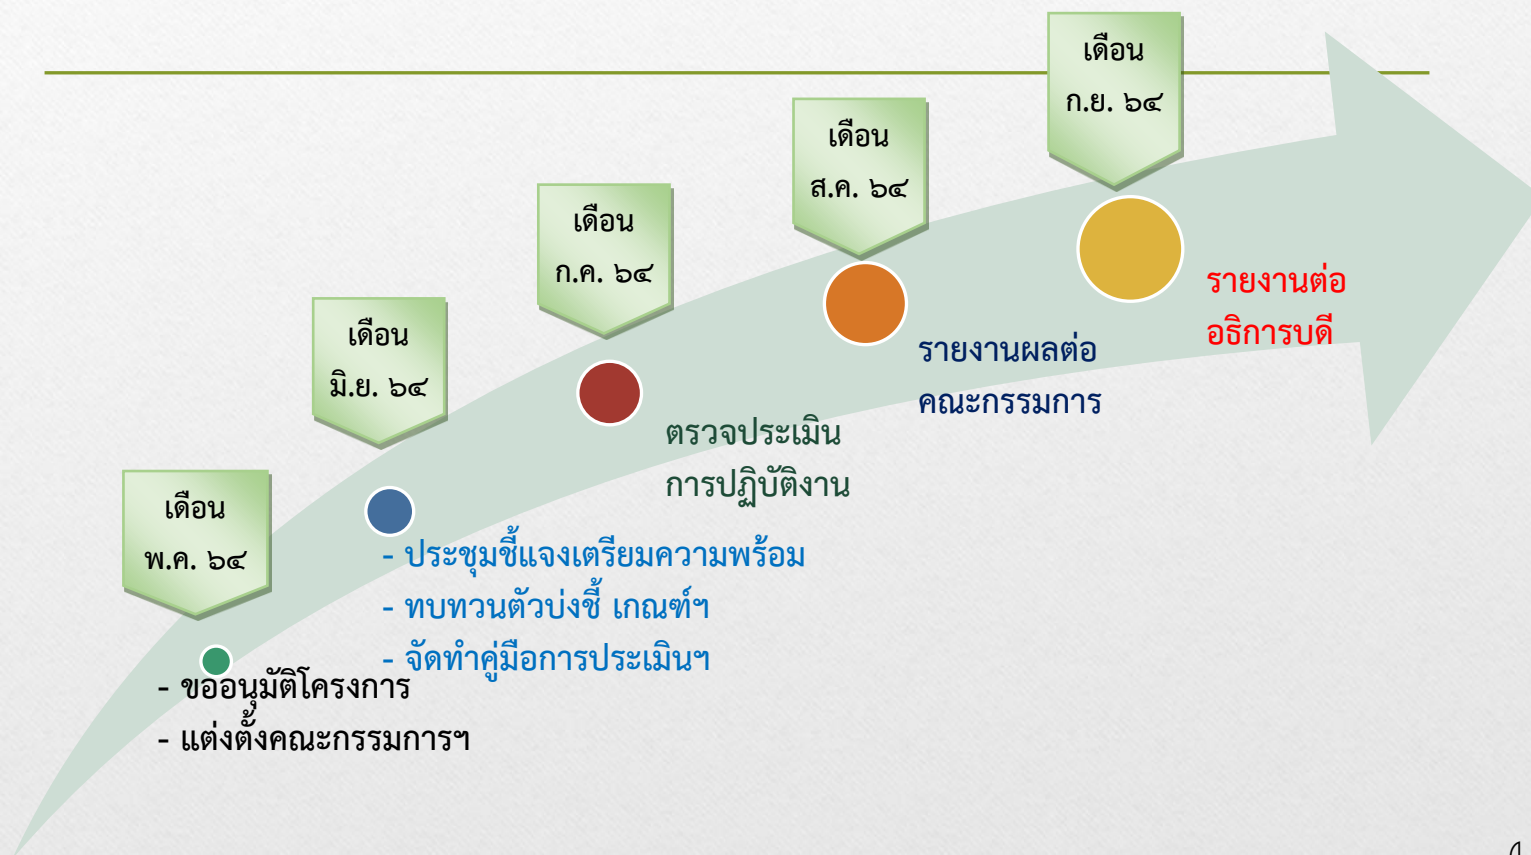 เดือน
พ.ค. ๖๔
- ขออนุมัติโครงการ
- แต่งตั้งคณะกรรมการฯ
เดือน
มิ.ย. ๖๔
- ประชุมชี้แจงเตรียมความพร้อม
- ทบทวนตัวบ่งชี้ เกณฑ์ฯ
- จัดทำคู่มือการประเมินฯ
เดือน
ก.ค. ๖๔
ตรวจประเมิน
การปฏิบัติงาน
เดือน
ส.ค. ๖๔
รายงานผลต่อ
คณะกรรมการ
เดือน
ก.ย. ๖๔
รายงานต่อ
อธิการบดี